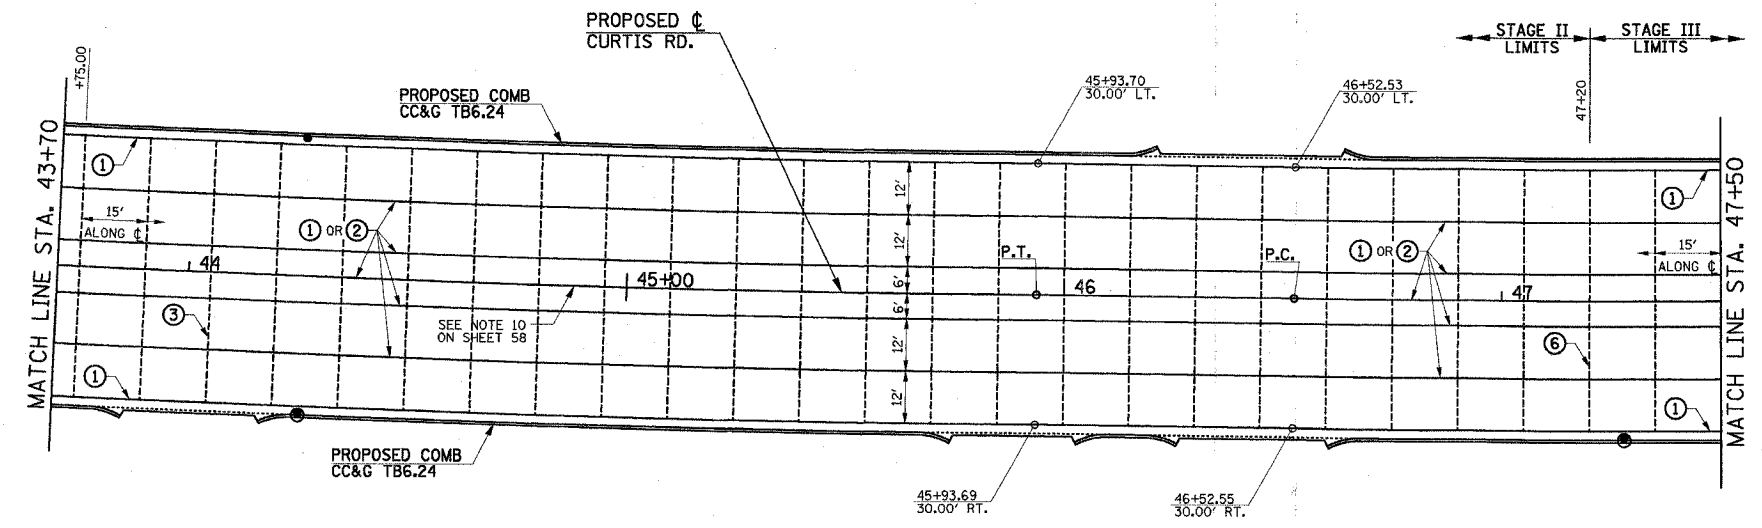 PROPOSED ℄
CURTIS RD.
STAGE II
LIMITS
STAGE III
LIMITS
+75.00
PROPOSED COMB
CC&G TB6.24
45+93.70
30.00' LT.
46+52.53
30.00' LT.
47+20
MATCH LINE STA. 43+70
1
15'
ALONG ℄
1 OR 2
44
45+00
SEE NOTE 10
ON SHEET 58
3
1
12'
12'
6'
6'
12'
12'
P.T.
46
P.C.
1 OR 2
47
1
15'
ALONG ℄
6
1
MATCH LINE STA. 47+50
PROPOSED COMB
CC&G TB6.24
45+93.69
30.00' RT.
46+52.55
30.00' RT.